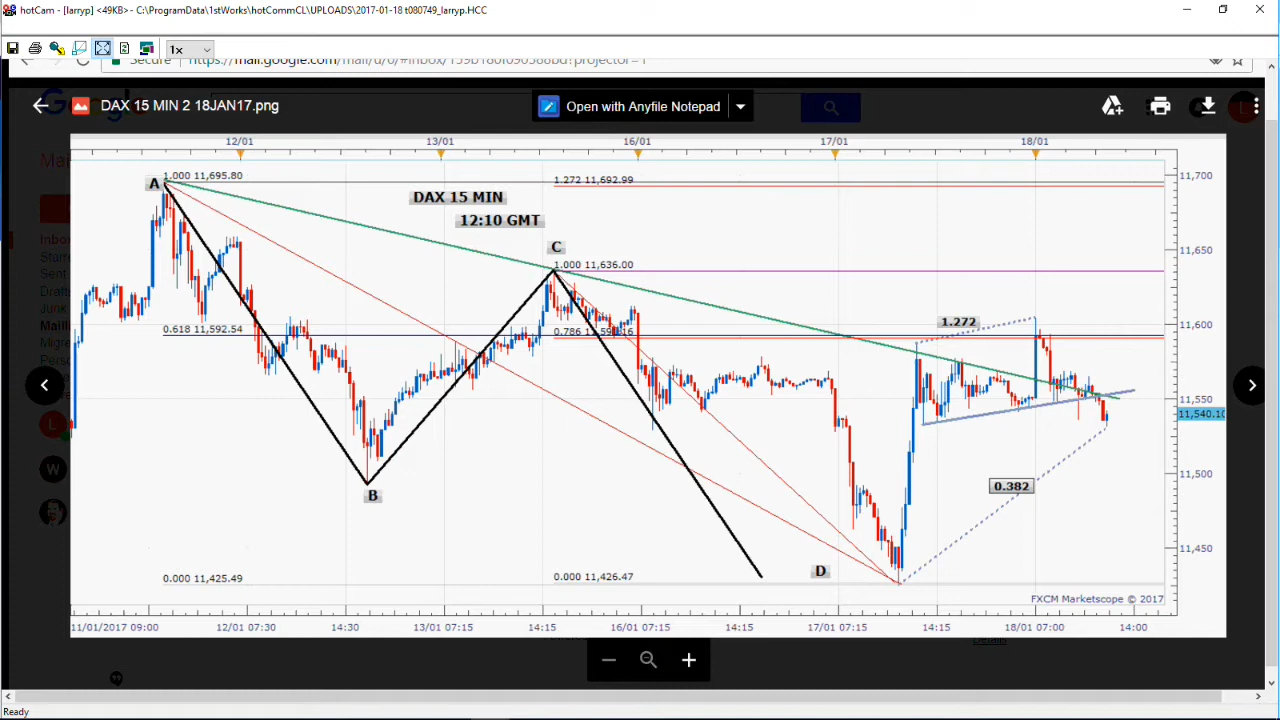 hotCam - [larryp] <49KB> - C:\ProgramData\1stWorks\hotCommCL\UPLOADS\2017-01-18 t080749_larryp.HCC
1x
Secure
DAX 15 MIN 2 18JAN17.png
Open with Anyfile Notepad
12/01 13/01 16/01 17/01 18/01
A
1.000 11,695.80
1.272 11,692.99
11,700
DAX 15 MIN
12:10 GMT
C
11,650
1.000 11,636.00
1.272
11,600
0.618 11,592.54
0.786
11,550
11,540.10
0.382
11,500
B
11,450
D
0.000 11,425.49
0.000 11,426.47
FXCM Marketscope © 2017
11/01/2017 09:00 12/01 07:30 14:30 13/01 07:15 14:15 16/01 07:15 14:15 17/01 07:15 14:15 18/01 07:00 14:00
Ready